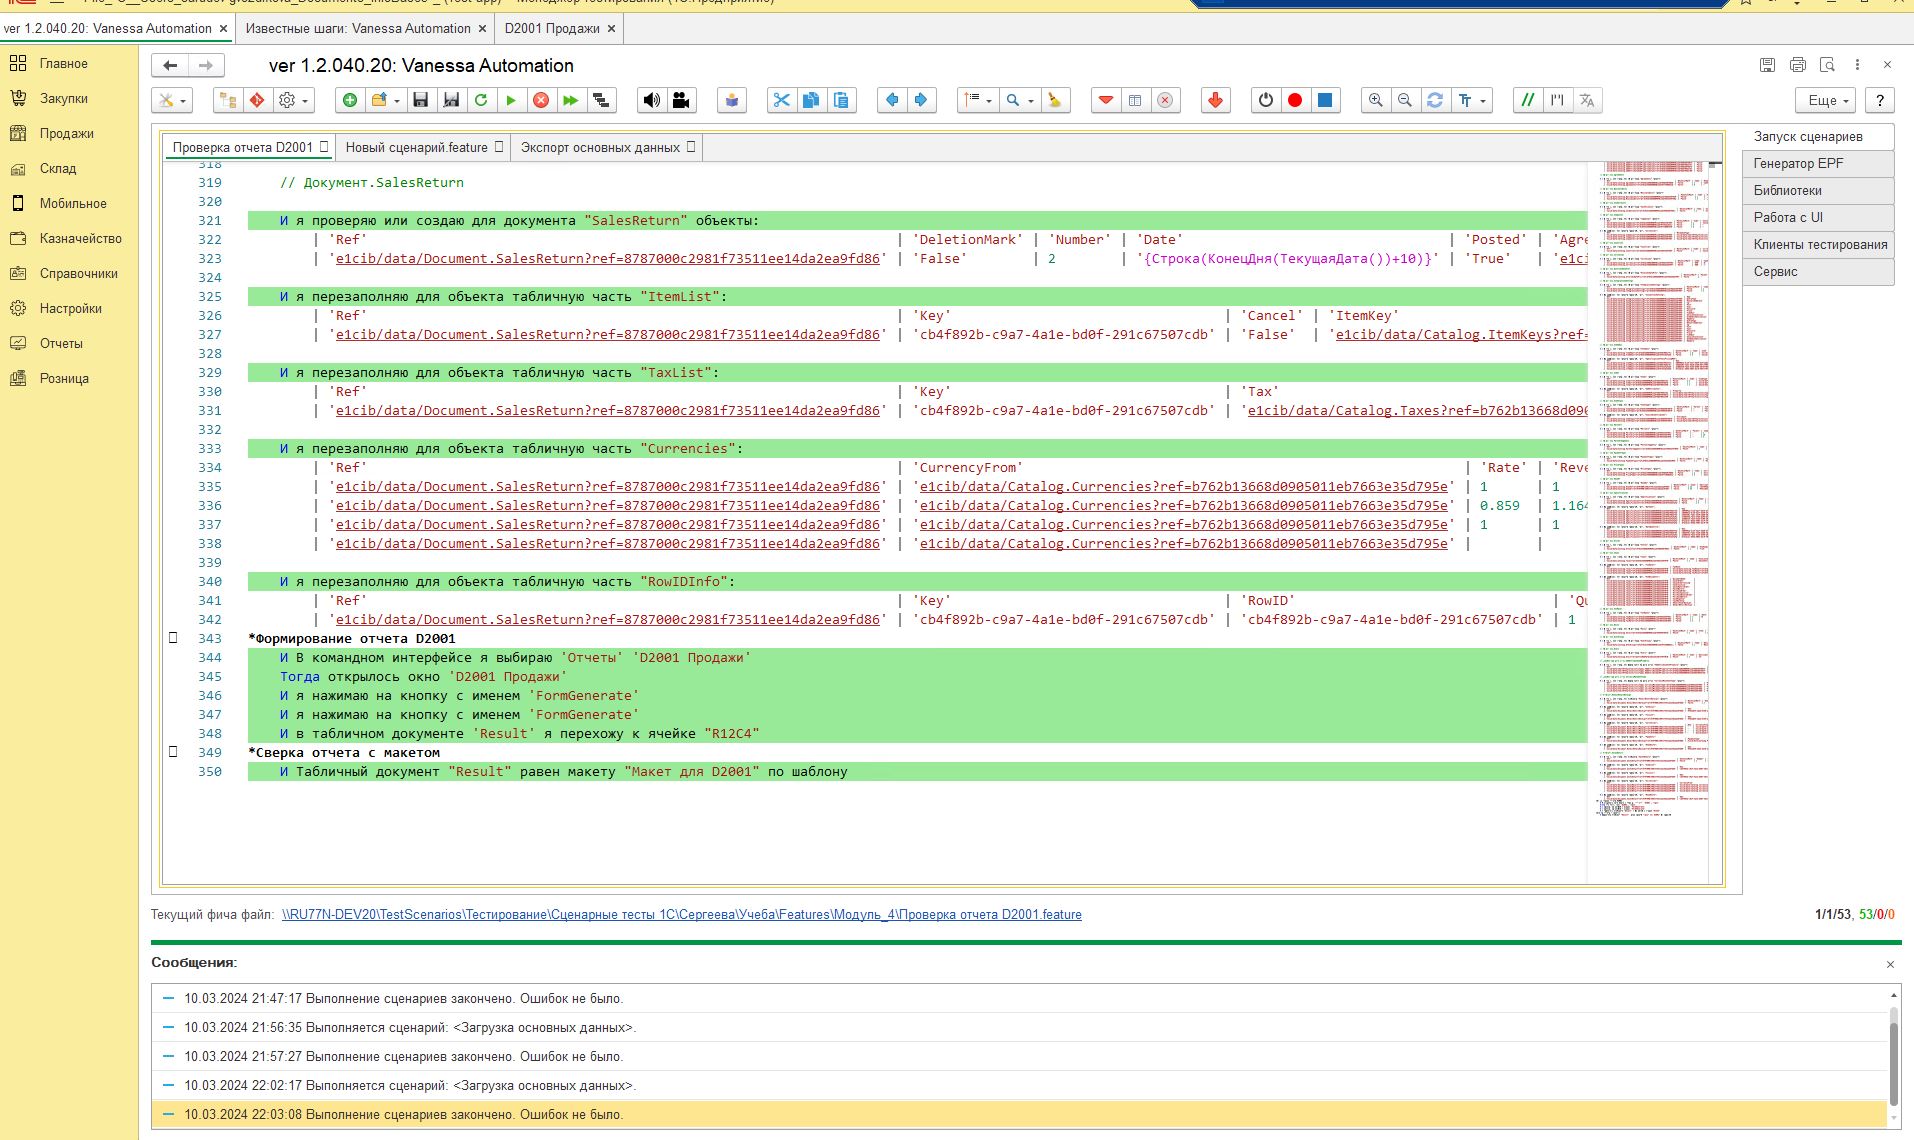 ver 1.2.040.20: Vanessa Automation × Известные шаги: Vanessa Automation × D2001 Продажи ×
Главное
Закупки
Продажи
Склад
Мобильное
Казначейство
Справочники
Настройки
Отчеты
Розница
ver 1.2.040.20: Vanessa Automation
Еще ?
Запуск сценариев
Генератор EPF
Библиотеки
Работа с UI
Клиенты тестирования
Сервис
Проверка отчета D2001 Новый сценарий.feature Экспорт основных данных
318
319 // Документ.SalesReturn
320
321 И я проверяю или создаю для документа "SalesReturn" объекты:
322 | 'Ref' | 'DeletionMark' | 'Number' | 'Date' | 'Posted' | 'Agre
323 | 'e1cib/data/Document.SalesReturn?ref=8787000c2981f73511ee14da2ea9fd86' | 'False' | 2 | '{Строка(КонецДня(ТекущаяДата())+10)}' | 'True' | 'e1ci
324
325 И я перезаполняю для объекта табличную часть "ItemList":
326 | 'Ref' | 'Key' | 'Cancel' | 'ItemKey'
327 | 'e1cib/data/Document.SalesReturn?ref=8787000c2981f73511ee14da2ea9fd86' | 'cb4f892b-c9a7-4a1e-bd0f-291c67507cdb' | 'False' | 'e1cib/data/Catalog.ItemKeys?ref=
328
329 И я перезаполняю для объекта табличную часть "TaxList":
330 | 'Ref' | 'Key' | 'Tax'
331 | 'e1cib/data/Document.SalesReturn?ref=8787000c2981f73511ee14da2ea9fd86' | 'cb4f892b-c9a7-4a1e-bd0f-291c67507cdb' | 'e1cib/data/Catalog.Taxes?ref=b762b13668d090
332
333 И я перезаполняю для объекта табличную часть "Currencies":
334 | 'Ref' | 'CurrencyFrom' | 'Rate' | 'Reve
335 | 'e1cib/data/Document.SalesReturn?ref=8787000c2981f73511ee14da2ea9fd86' | 'e1cib/data/Catalog.Currencies?ref=b762b13668d0905011eb7663e35d795e' | 1 | 1
336 | 'e1cib/data/Document.SalesReturn?ref=8787000c2981f73511ee14da2ea9fd86' | 'e1cib/data/Catalog.Currencies?ref=b762b13668d0905011eb7663e35d795e' | 0.859 | 1.164
337 | 'e1cib/data/Document.SalesReturn?ref=8787000c2981f73511ee14da2ea9fd86' | 'e1cib/data/Catalog.Currencies?ref=b762b13668d0905011eb7663e35d795e' | 1 | 1
338 | 'e1cib/data/Document.SalesReturn?ref=8787000c2981f73511ee14da2ea9fd86' | 'e1cib/data/Catalog.Currencies?ref=b762b13668d0905011eb7663e35d795e' | |
339
340 И я перезаполняю для объекта табличную часть "RowIDInfo":
341 | 'Ref' | 'Key' | 'RowID' | 'Qu
342 | 'e1cib/data/Document.SalesReturn?ref=8787000c2981f73511ee14da2ea9fd86' | 'cb4f892b-c9a7-4a1e-bd0f-291c67507cdb' | 'cb4f892b-c9a7-4a1e-bd0f-291c67507cdb' | 1
343 *Формирование отчета D2001
344 И В командном интерфейсе я выбираю 'Отчеты' 'D2001 Продажи'
345 Тогда открылось окно 'D2001 Продажи'
346 И я нажимаю на кнопку с именем 'FormGenerate'
347 И я нажимаю на кнопку с именем 'FormGenerate'
348 И в табличном документе 'Result' я перехожу к ячейке "R12C4"
349 *Сверка отчета с макетом
350 И Табличный документ "Result" равен макету "Макет для D2001" по шаблону
Текущий фича файл: \\RU77N-DEV20\TestScenarios\Тестирование\Сценарные тесты 1С\Сергеева\Учеба\Features\Модуль_4\Проверка отчета D2001.feature 1/1/53, 53/0/0
Сообщения:
10.03.2024 21:47:17 Выполнение сценариев закончено. Ошибок не было.
10.03.2024 21:56:35 Выполняется сценарий: <Загрузка основных данных>.
10.03.2024 21:57:27 Выполнение сценариев закончено. Ошибок не было.
10.03.2024 22:02:17 Выполняется сценарий: <Загрузка основных данных>.
10.03.2024 22:03:08 Выполнение сценариев закончено. Ошибок не было.